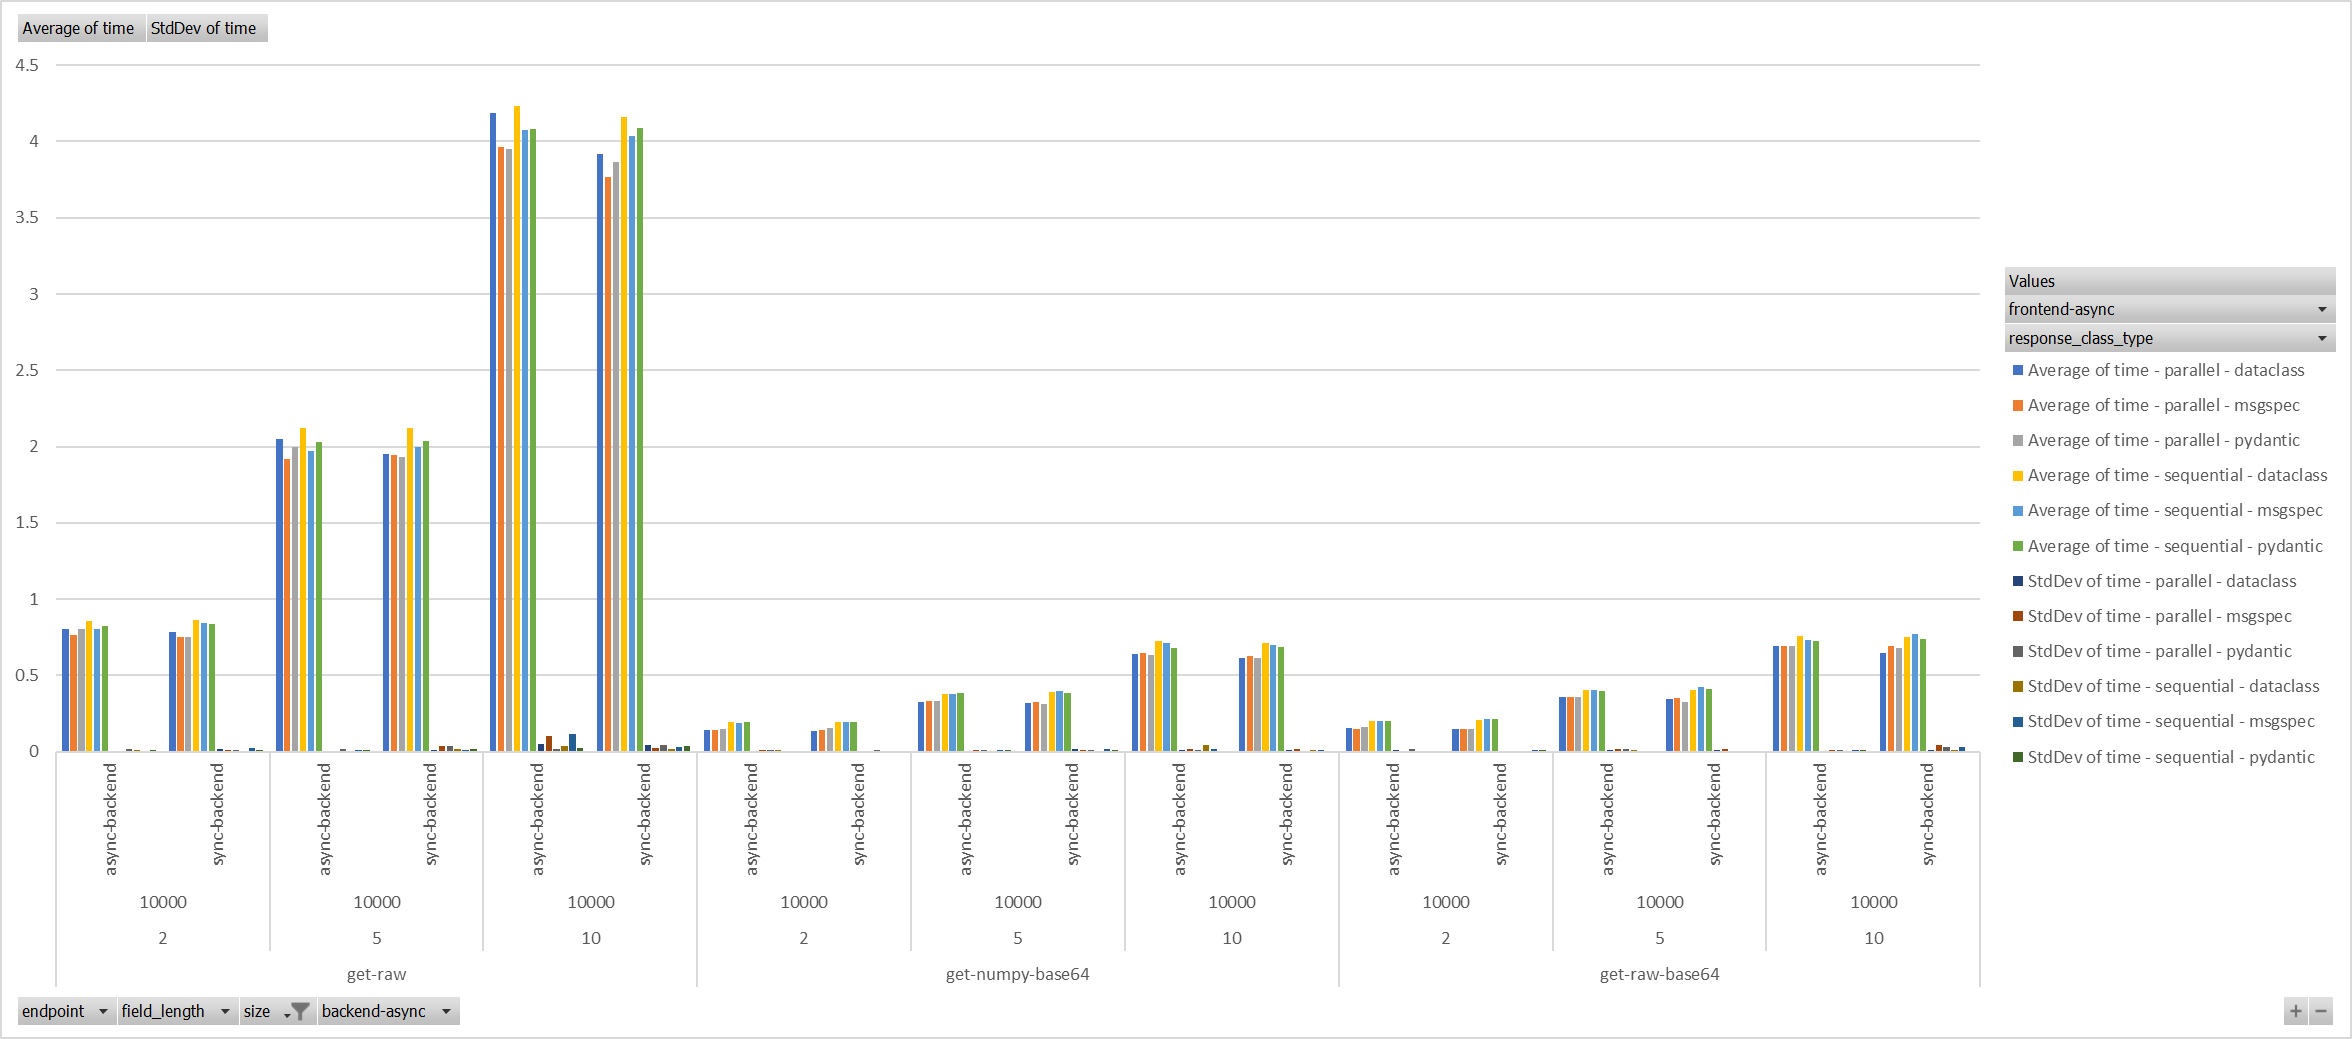 Average of time StdDev of time
4.5
4
3.5
3
2.5
2
1.5
1
0.5
0
async-backend sync-backend async-backend sync-backend async-backend sync-backend async-backend sync-backend async-backend sync-backend async-backend sync-backend async-backend sync-backend async-backend sync-backend async-backend sync-backend
10000 10000 10000 10000 10000 10000 10000 10000 10000
2 5 10 2 5 10 2 5 10
get-raw get-numpy-base64 get-raw-base64
endpoint field_length size backend-async
Values
frontend-async
response_class_type
Average of time - parallel - dataclass
Average of time - parallel - msgspec
Average of time - parallel - pydantic
Average of time - sequential - dataclass
Average of time - sequential - msgspec
Average of time - sequential - pydantic
StdDev of time - parallel - dataclass
StdDev of time - parallel - msgspec
StdDev of time - parallel - pydantic
StdDev of time - sequential - dataclass
StdDev of time - sequential - msgspec
StdDev of time - sequential - pydantic
+ −